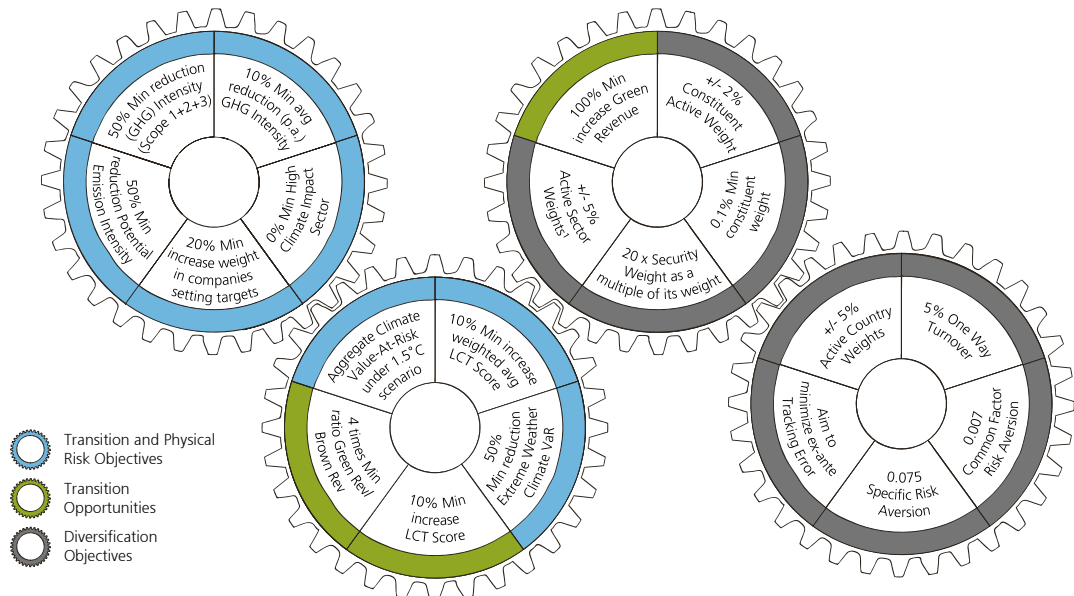 50% Min reduction
(GHG) Intensity
(Scope 1+2+3)
10% Min avg
reduction (p.a.)
GHG Intensity
0% Min High
Climate Impact
Sector
20% Min
increase weight
in companies
setting targets
50% Min
reduction Potential
Emission Intensity
100% Min
increase Green
Revenue
+/- 2%
Constituent
Active Weight
0.1% Min
constituent
weight
20 x Security
Weight as a
multiple of its weight
+/- 5%
Active Sector
Weights¹
Aggregate Climate
Value-At-Risk
under 1.5°C
scenario
10% Min increase
weighted avg
LCT Score
50%
Min reduction
Extreme Weather
Climate VaR
10% Min
increase
LCT Score
4 times Min
ratio Green Rev/
Brown Rev
+/- 5%
Active Country
Weights
5% One Way
Turnover
0.007
Common Factor
Risk Aversion
0.075
Specific Risk
Aversion
Aim to
minimize ex-ante
Tracking Error
Transition and Physical
Risk Objectives
Transition
Opportunities
Diversification
Objectives